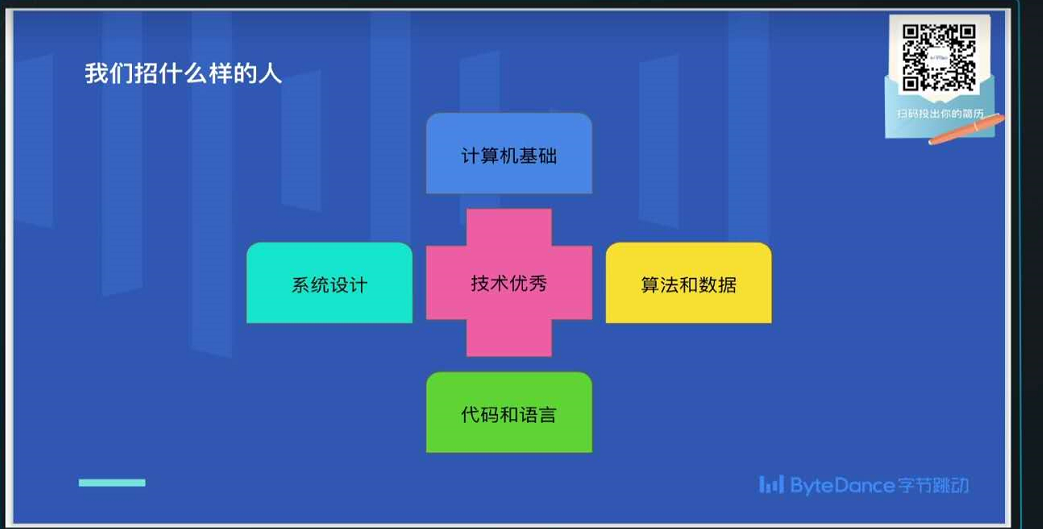 我们招什么样的人
扫码投出你的简历
计算机基础
系统设计
技术优秀
算法和数据
代码和语言
ByteDance字节跳动